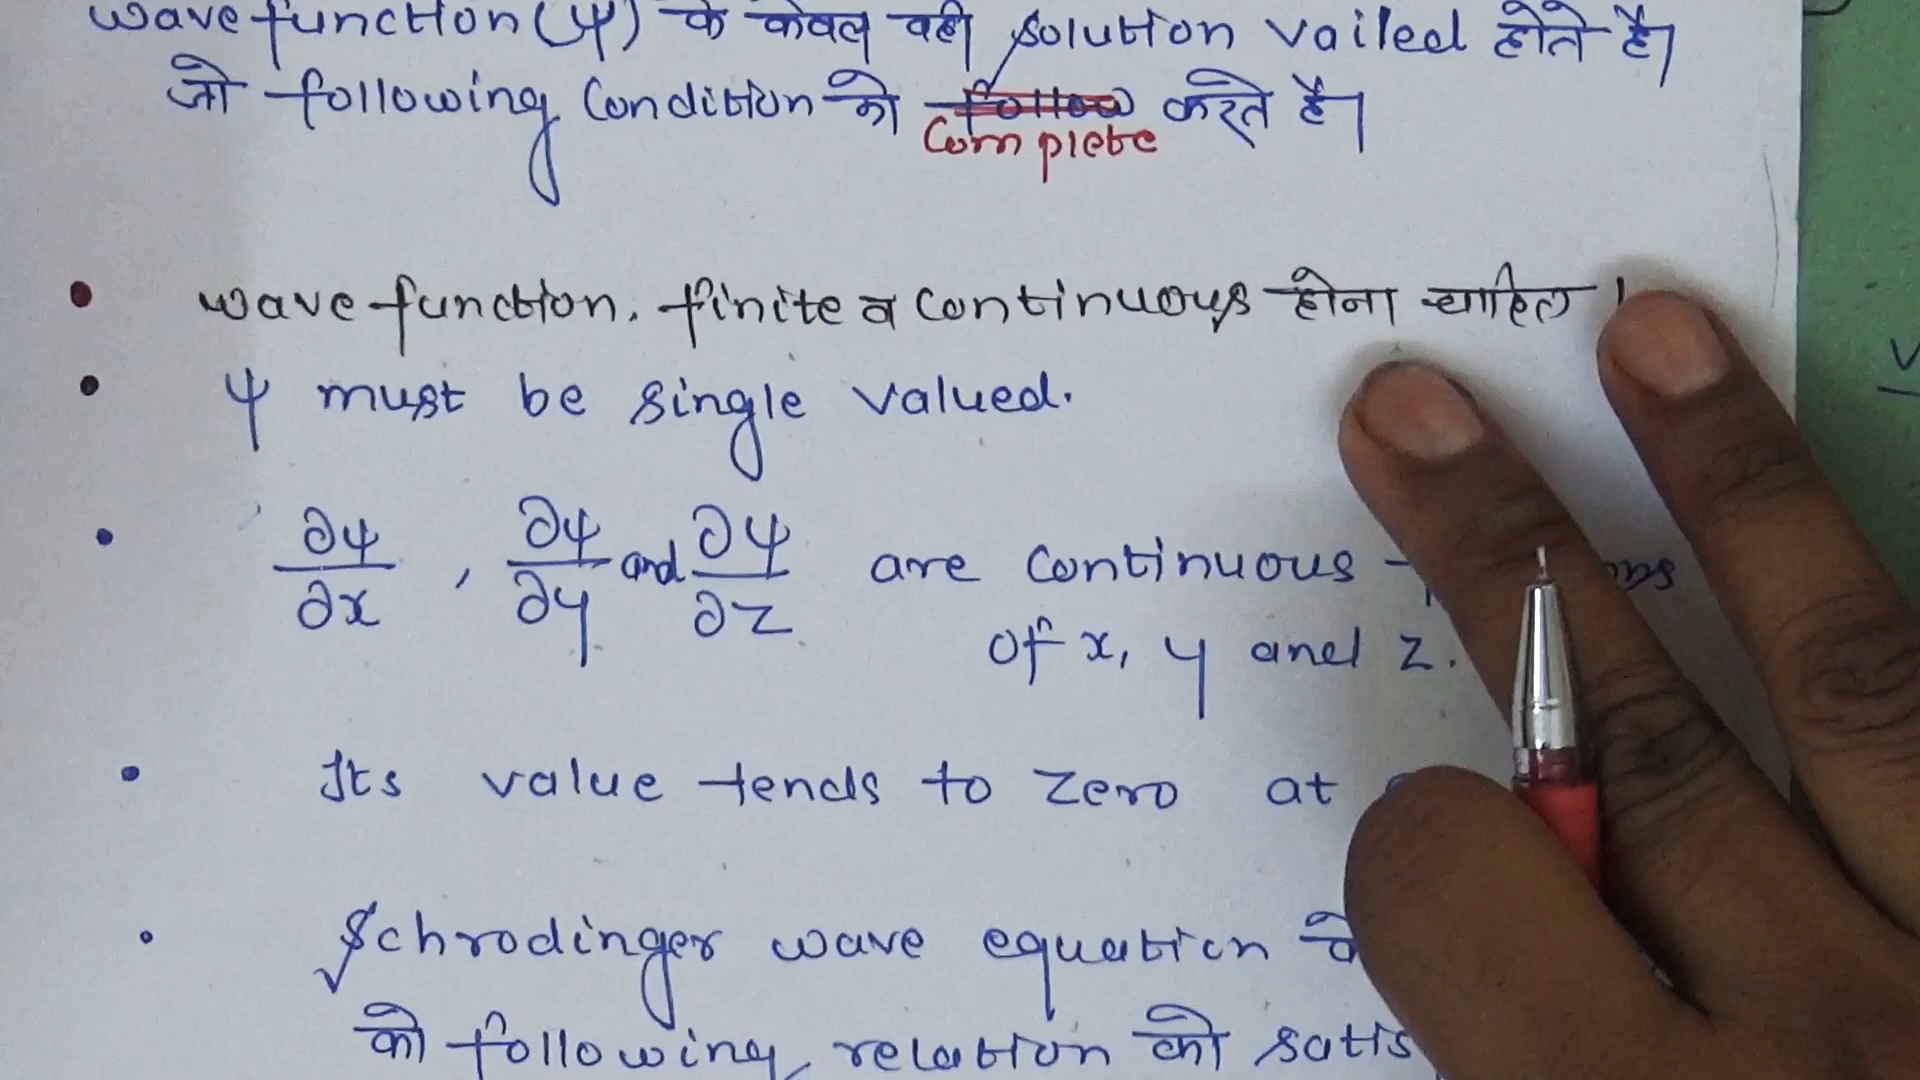 wave function (ψ) के केवल वही solution vailed होते है।
जो following Condition को follow करते है।
Complete
• wave function. finite व continuous होना चाहिए ।
• ψ must be single valued.
• ∂ψ/∂x , ∂ψ/∂y and ∂ψ/∂z are continuous
of x, y and z.
• Its value tends to zero at
• Schrodinger wave equation
को following relation को satis